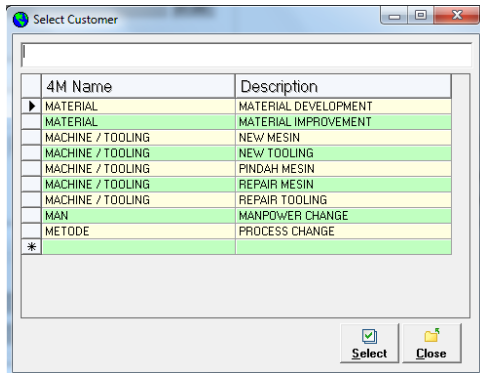 Select Customer
4M Name Description
MATERIAL MATERIAL DEVELOPMENT
MATERIAL MATERIAL IMPROVEMENT
MACHINE / TOOLING NEW MESIN
MACHINE / TOOLING NEW TOOLING
MACHINE / TOOLING PINDAH MESIN
MACHINE / TOOLING REPAIR MESIN
MACHINE / TOOLING REPAIR TOOLING
MAN MANPOWER CHANGE
METODE PROCESS CHANGE
Select Close